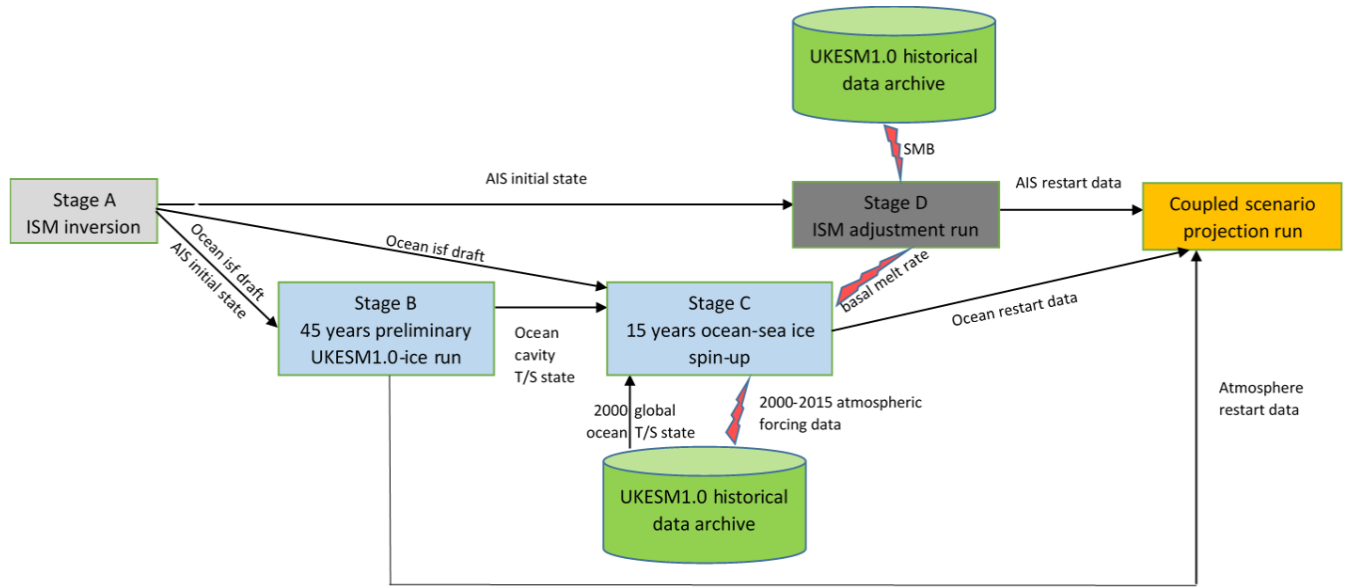 UKESM1.0 historical
data archive
SMB
AIS initial state
AIS restart data
Stage A
ISM inversion
Stage D
ISM adjustment run
Coupled scenario
projection run
Ocean isf draft
AIS initial state
Ocean isf draft
basal melt rate
Stage B
45 years preliminary
UKESM1.0-ice run
Ocean
cavity
T/S state
Stage C
15 years ocean-sea ice
spin-up
Ocean restart data
2000 global
ocean T/S state
2000-2015 atmospheric
forcing data
Atmosphere
restart data
UKESM1.0 historical
data archive